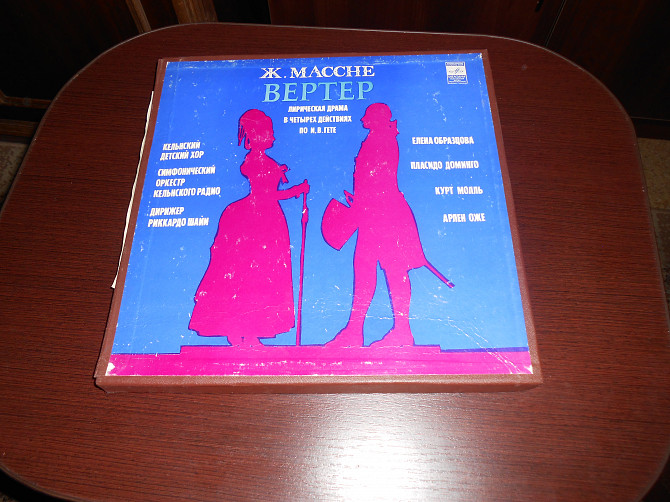 Ж. МАССНЕ
ВЕРТЕР
ЛИРИЧЕСКАЯ ДРАМА
В ЧЕТЫРЕХ ДЕЙСТВИЯХ
ПО И.В.ГЕТЕ
КЕЛЬНСКИЙ
ДЕТСКИЙ ХОР
СИМФОНИЧЕСКИЙ
ОРКЕСТР
КЕЛЬНСКОГО РАДИО
ДИРИЖЕР
РИККАРДО ШАЙИ
ЕЛЕНА ОБРАЗЦОВА
ПЛАСИДО ДОМИНГО
КУРТ МОЛЛЬ
АРЛЕН ОЖЕ